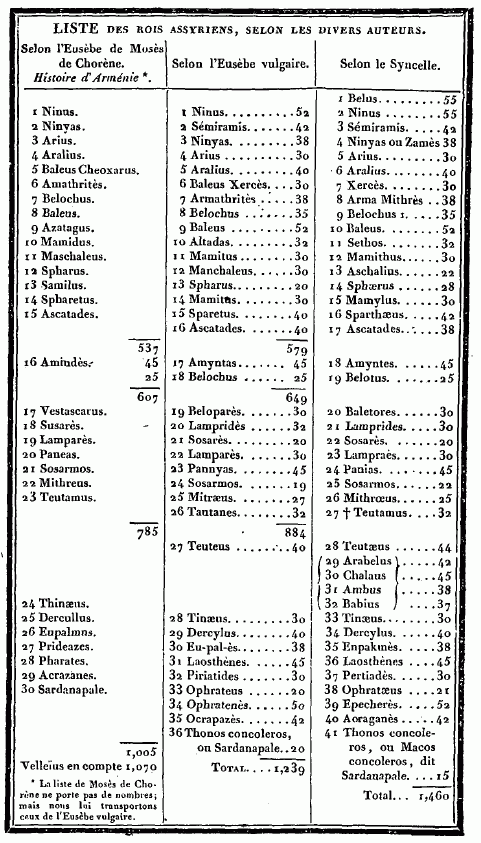 LISTE DES ROIS ASSYRIENS, SELON LES DIVERS AUTEURS.
Selon l'Eusèbe de Mosès
de Chorène.
Histoire d'Arménie *.
1 Ninus.
2 Ninyas.
3 Arius.
4 Aralius.
5 Baleus Cheoxarus.
6 Amathritès.
7 Belochus.
8 Baleus.
9 Azatagus.
10 Mamidus.
11 Maschaleus.
12 Spharus.
13 Samilus.
14 Spharetus.
15 Ascatades.
537
16 Amindès. 45
25
607
17 Vestascarus.
18 Susarès.
19 Lamparès.
20 Paneas.
21 Sosarmos.
22 Mithreus.
23 Teutamus.
785
24 Thinæus.
25 Dercullus.
26 Eupalmus.
27 Prideazes.
28 Pharates.
29 Acrazanes.
30 Sardanapale.
1,005
Velleïus en compte 1,070
* La liste de Mosès de Cho-
rène ne porte pas de nombres;
mais nous lui transportons
ceux de l'Eusèbe vulgaire.
Selon l'Eusèbe vulgaire.
1 Ninus.........52
2 Sémiramis.....42
3 Ninyas........38
4 Arius.........30
5 Aralius.......40
6 Baleus Xercès...30
7 Armathritès.....38
8 Belochus......35
9 Baleus........52
10 Altadas......32
11 Mamitus......30
12 Manchaleus.....30
13 Spharus......20
14 Mamitus......30
15 Sparetus.....40
16 Ascatades.....40
579
17 Amyntas....... 45
18 Belochus ...... 25
649
19 Beloparès.....30
20 Lampridès....32
21 Sosarès......20
22 Lamparès.....30
23 Pannyas......45
24 Sosarmos.....19
25 Mitræus......27
26 Tautanes.....32
884
27 Teuteus .......40
28 Tinæus.......30
29 Dercylus......40
30 Eu-pal-ès.....38
31 Laosthènes....45
32 Piriatides....30
33 Ophrateus ....20
34 Ophratenès....50
35 Ocrapazès.....42
36 Thonos concoleros,
ou Sardanapale..20
TOTAL.....1,239
Selon le Syncelle.
1 Belus.........55
2 Ninus.........55
3 Sémiramis.....42
4 Ninyas ou Zamès 38
5 Arius.........30
6 Aralius.......40
7 Xercès........30
8 Arma Mithrès ..38
9 Belochus 1.....35
10 Baleus.......52
11 Sethos.......32
12 Mamithus.....30
13 Aschalius.....22
14 Sphærus ......28
15 Mamylus......30
16 Sparthæus.....42
17 Ascatades.....38
18 Amyntes......45
19 Belotus.......25
20 Baletores.....30
21 Lamprides....30
22 Sosarès......20
23 Lampraès.....30
24 Panias.......45
25 Sosarmos.....22
26 Mithrœus.....25
27 † Teutamus....32
28 Teutæus ......44
29 Arabelus......42
30 Chalaus ......45
31 Ambus ......38
32 Babius ......37
33 Tinæus.......30
34 Dercylus......40
35 Enpakmès.....38
36 Laosthènes ....45
37 Pertiadès.....30
38 Ophratæus ....21
39 Epecherès.....52
40 Aoraganès.....42
41 Thonos concole-
ros, ou Macos
concoleros, dit
Sardanapale....15
Total... 1,460